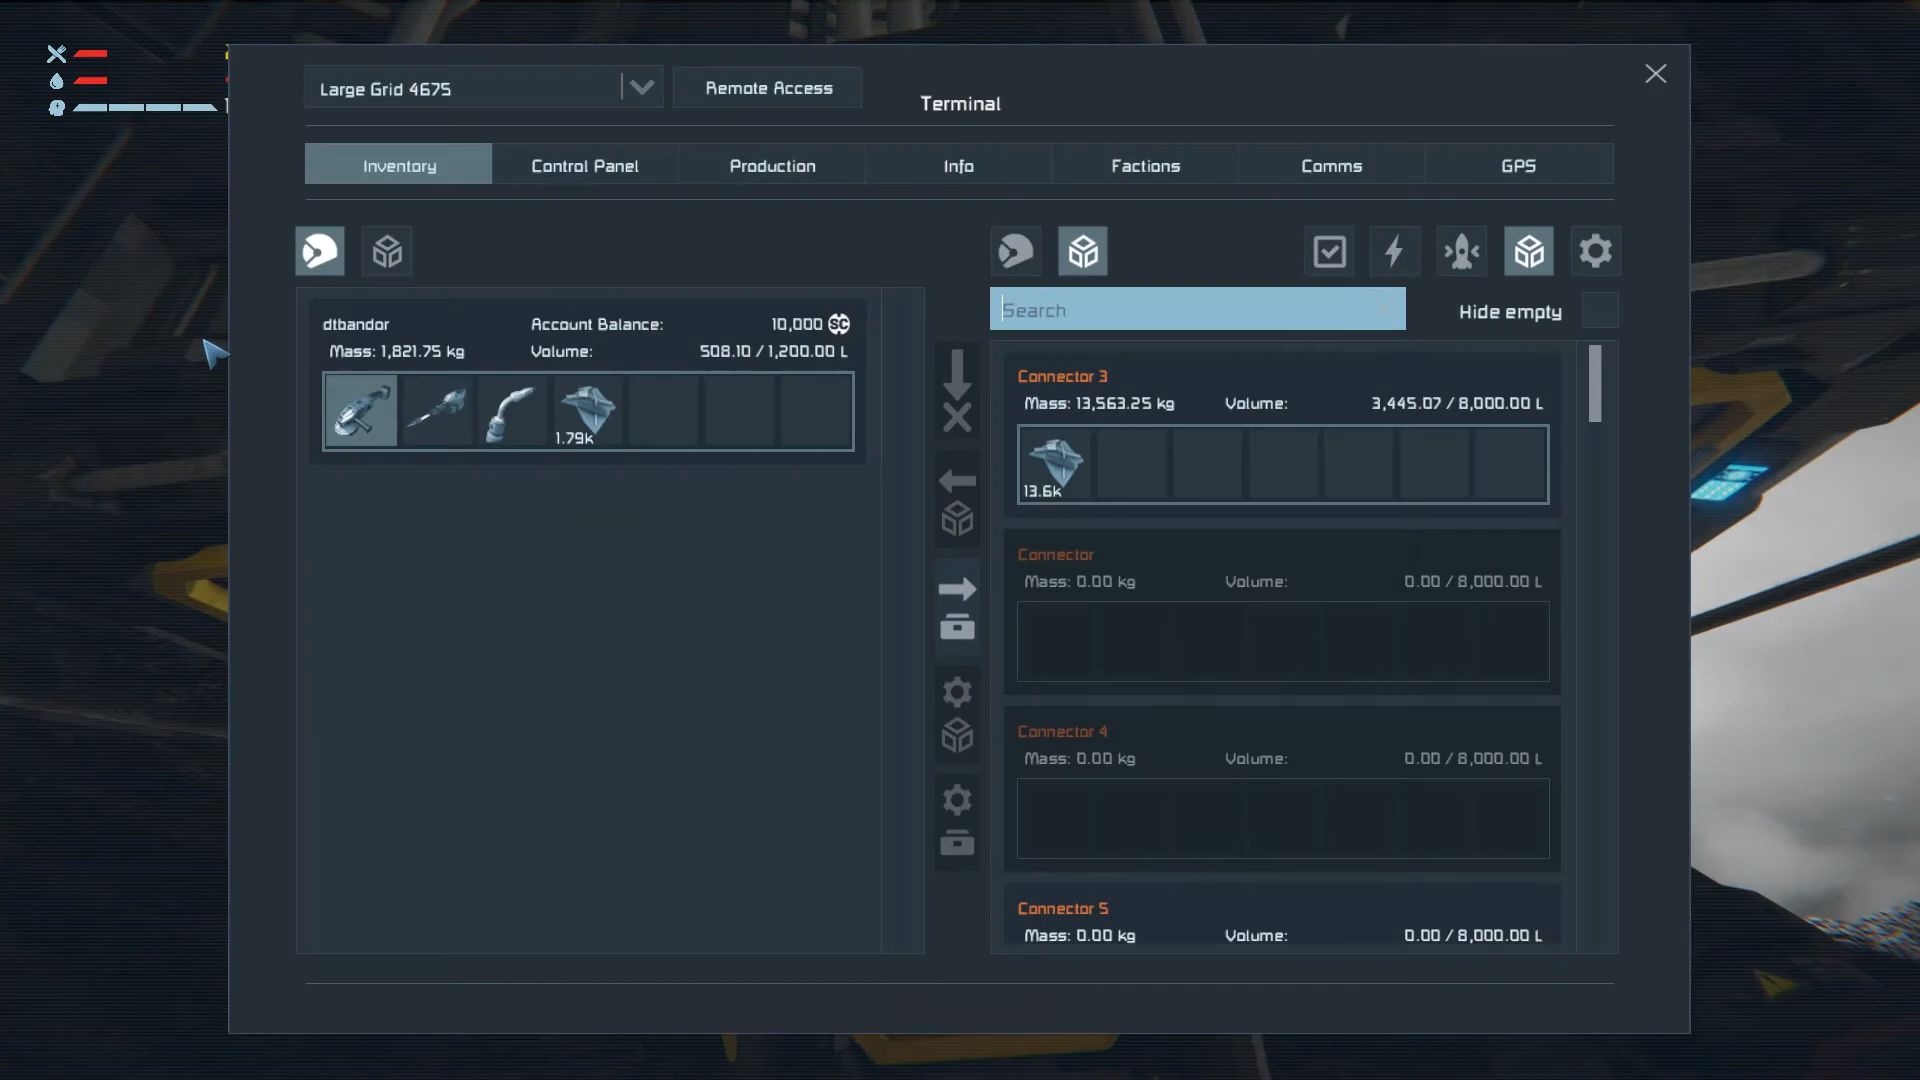 Large Grid 4675
Remote Access
Terminal
Inventory
Control Panel
Production
Info
Factions
Comms
GPS
dtbandor
Account Balance:
10,000 SC
Mass: 1,821.75 kg
Volume:
508.10 / 1,200.00 L
1.79k
Search
Hide empty
Connector 3
Mass: 13,563.25 kg
Volume:
3,445.07 / 8,000.00 L
13.6k
Connector
Mass: 0.00 kg
Volume:
0.00 / 8,000.00 L
Connector 4
Mass: 0.00 kg
Volume:
0.00 / 8,000.00 L
Connector 5
Mass: 0.00 kg
Volume:
0.00 / 8,000.00 L